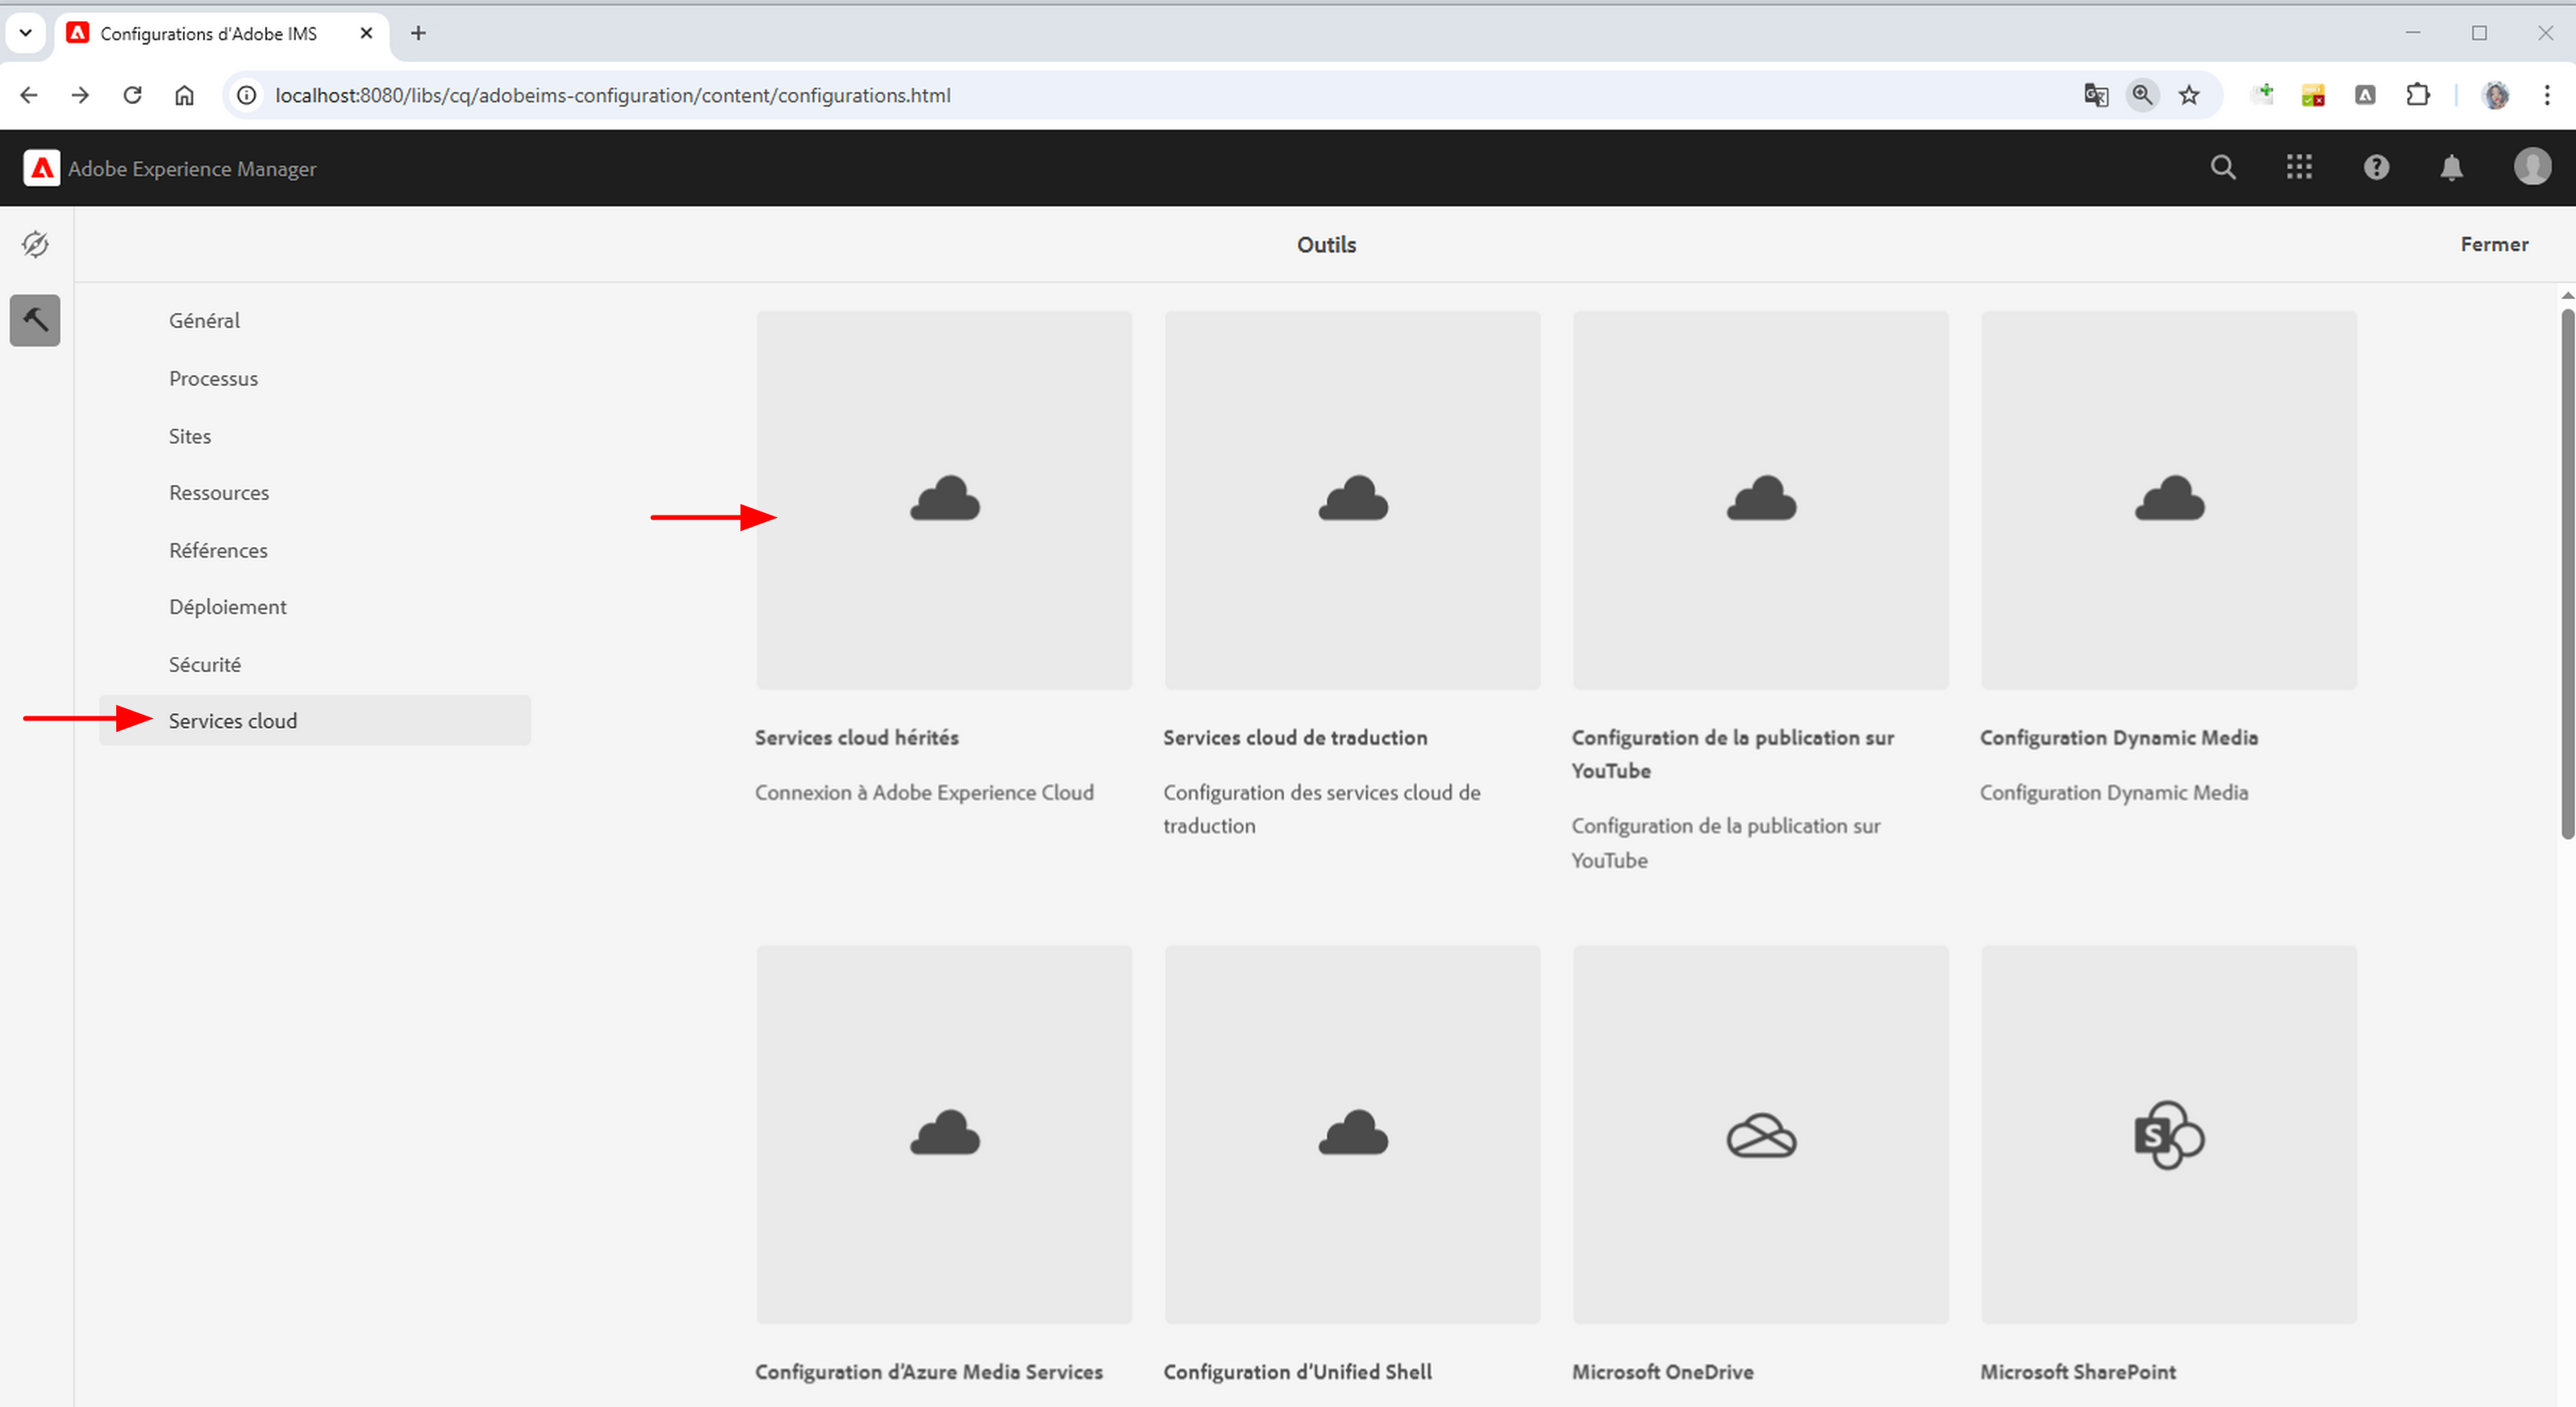 Configurations d'Adobe IMS
localhost:8080/libs/cq/adobeims-configuration/content/configurations.html
Adobe Experience Manager
Outils
Fermer
Général
Processus
Sites
Ressources
Références
Déploiement
Sécurité
Services cloud
Services cloud hérités
Connexion à Adobe Experience Cloud
Services cloud de traduction
Configuration des services cloud de
traduction
Configuration de la publication sur
YouTube
Configuration de la publication sur
YouTube
Configuration Dynamic Media
Configuration Dynamic Media
S
Configuration d’Azure Media Services
Configuration d’Unified Shell
Microsoft OneDrive
Microsoft SharePoint